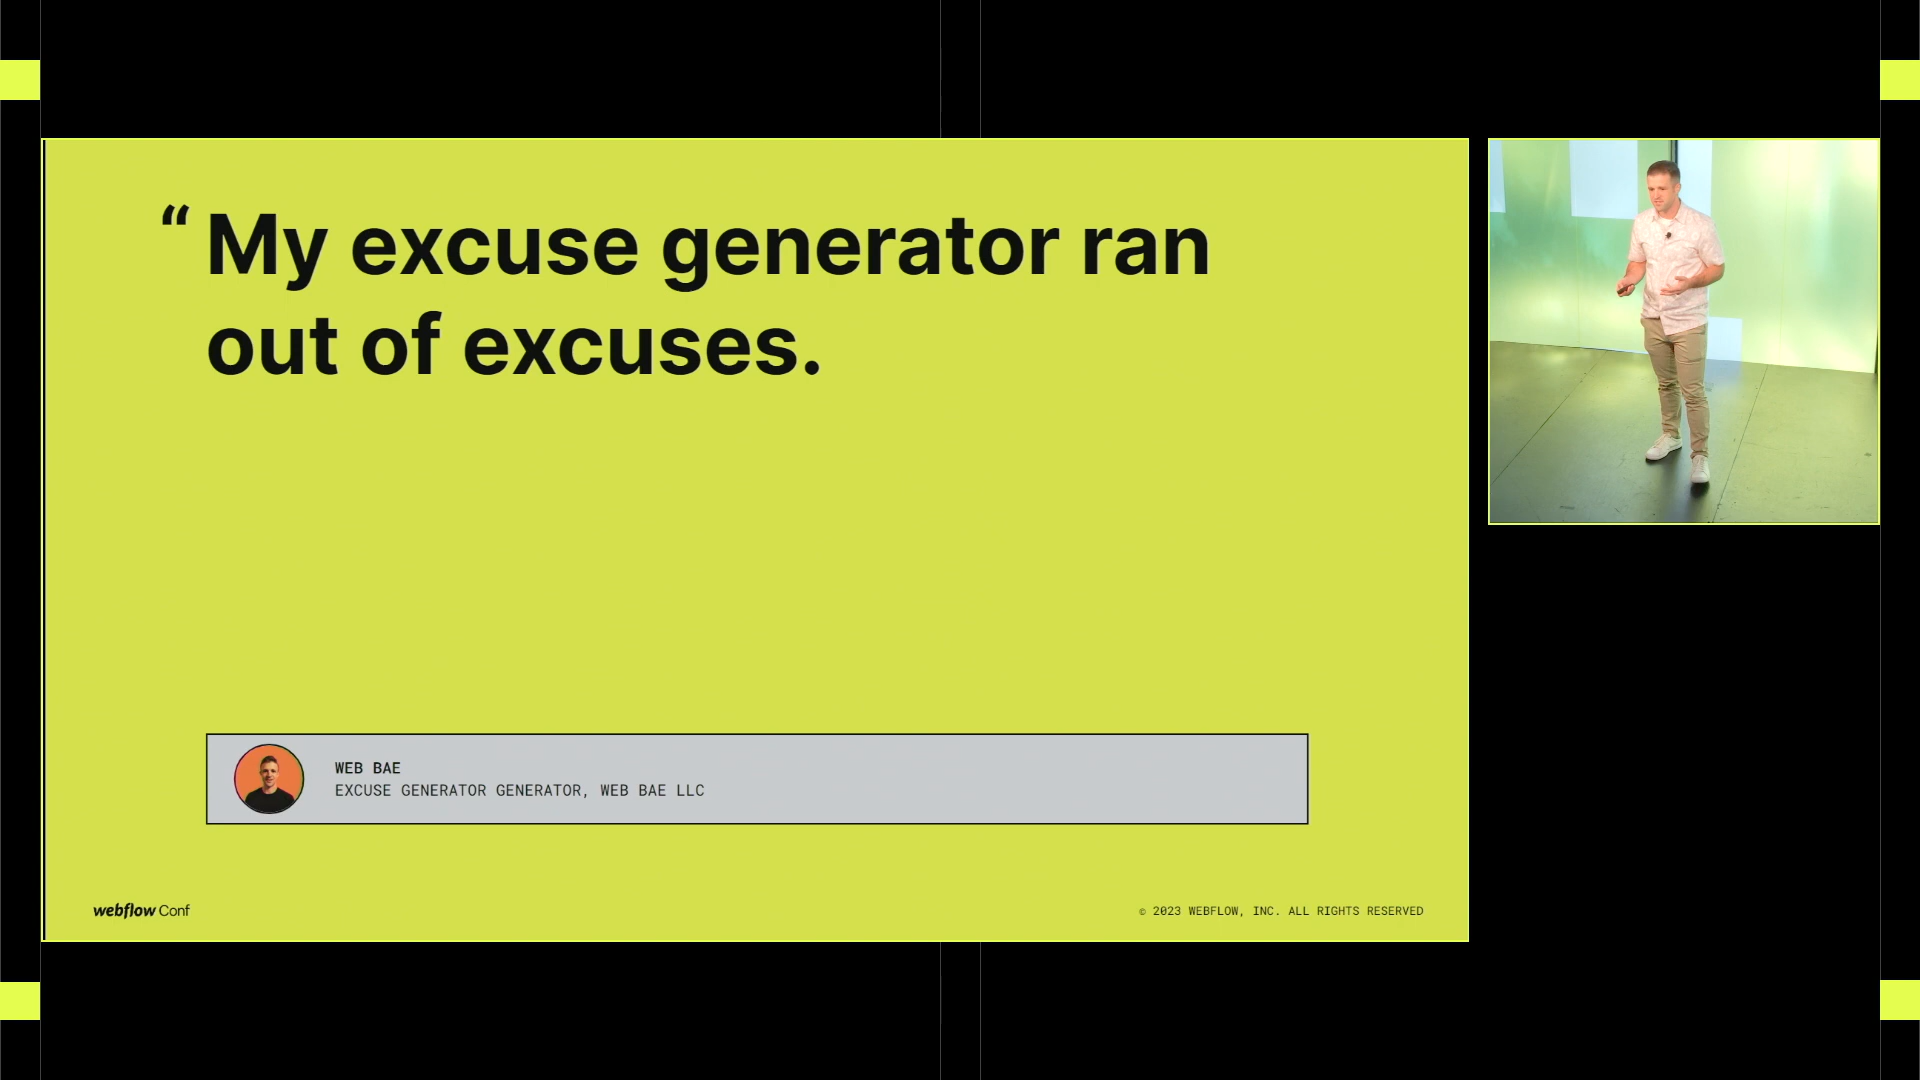 “ My excuse generator ran
out of excuses.
WEB BAE
EXCUSE GENERATOR GENERATOR, WEB BAE LLC
webflow Conf
© 2023 WEBFLOW, INC. ALL RIGHTS RESERVED